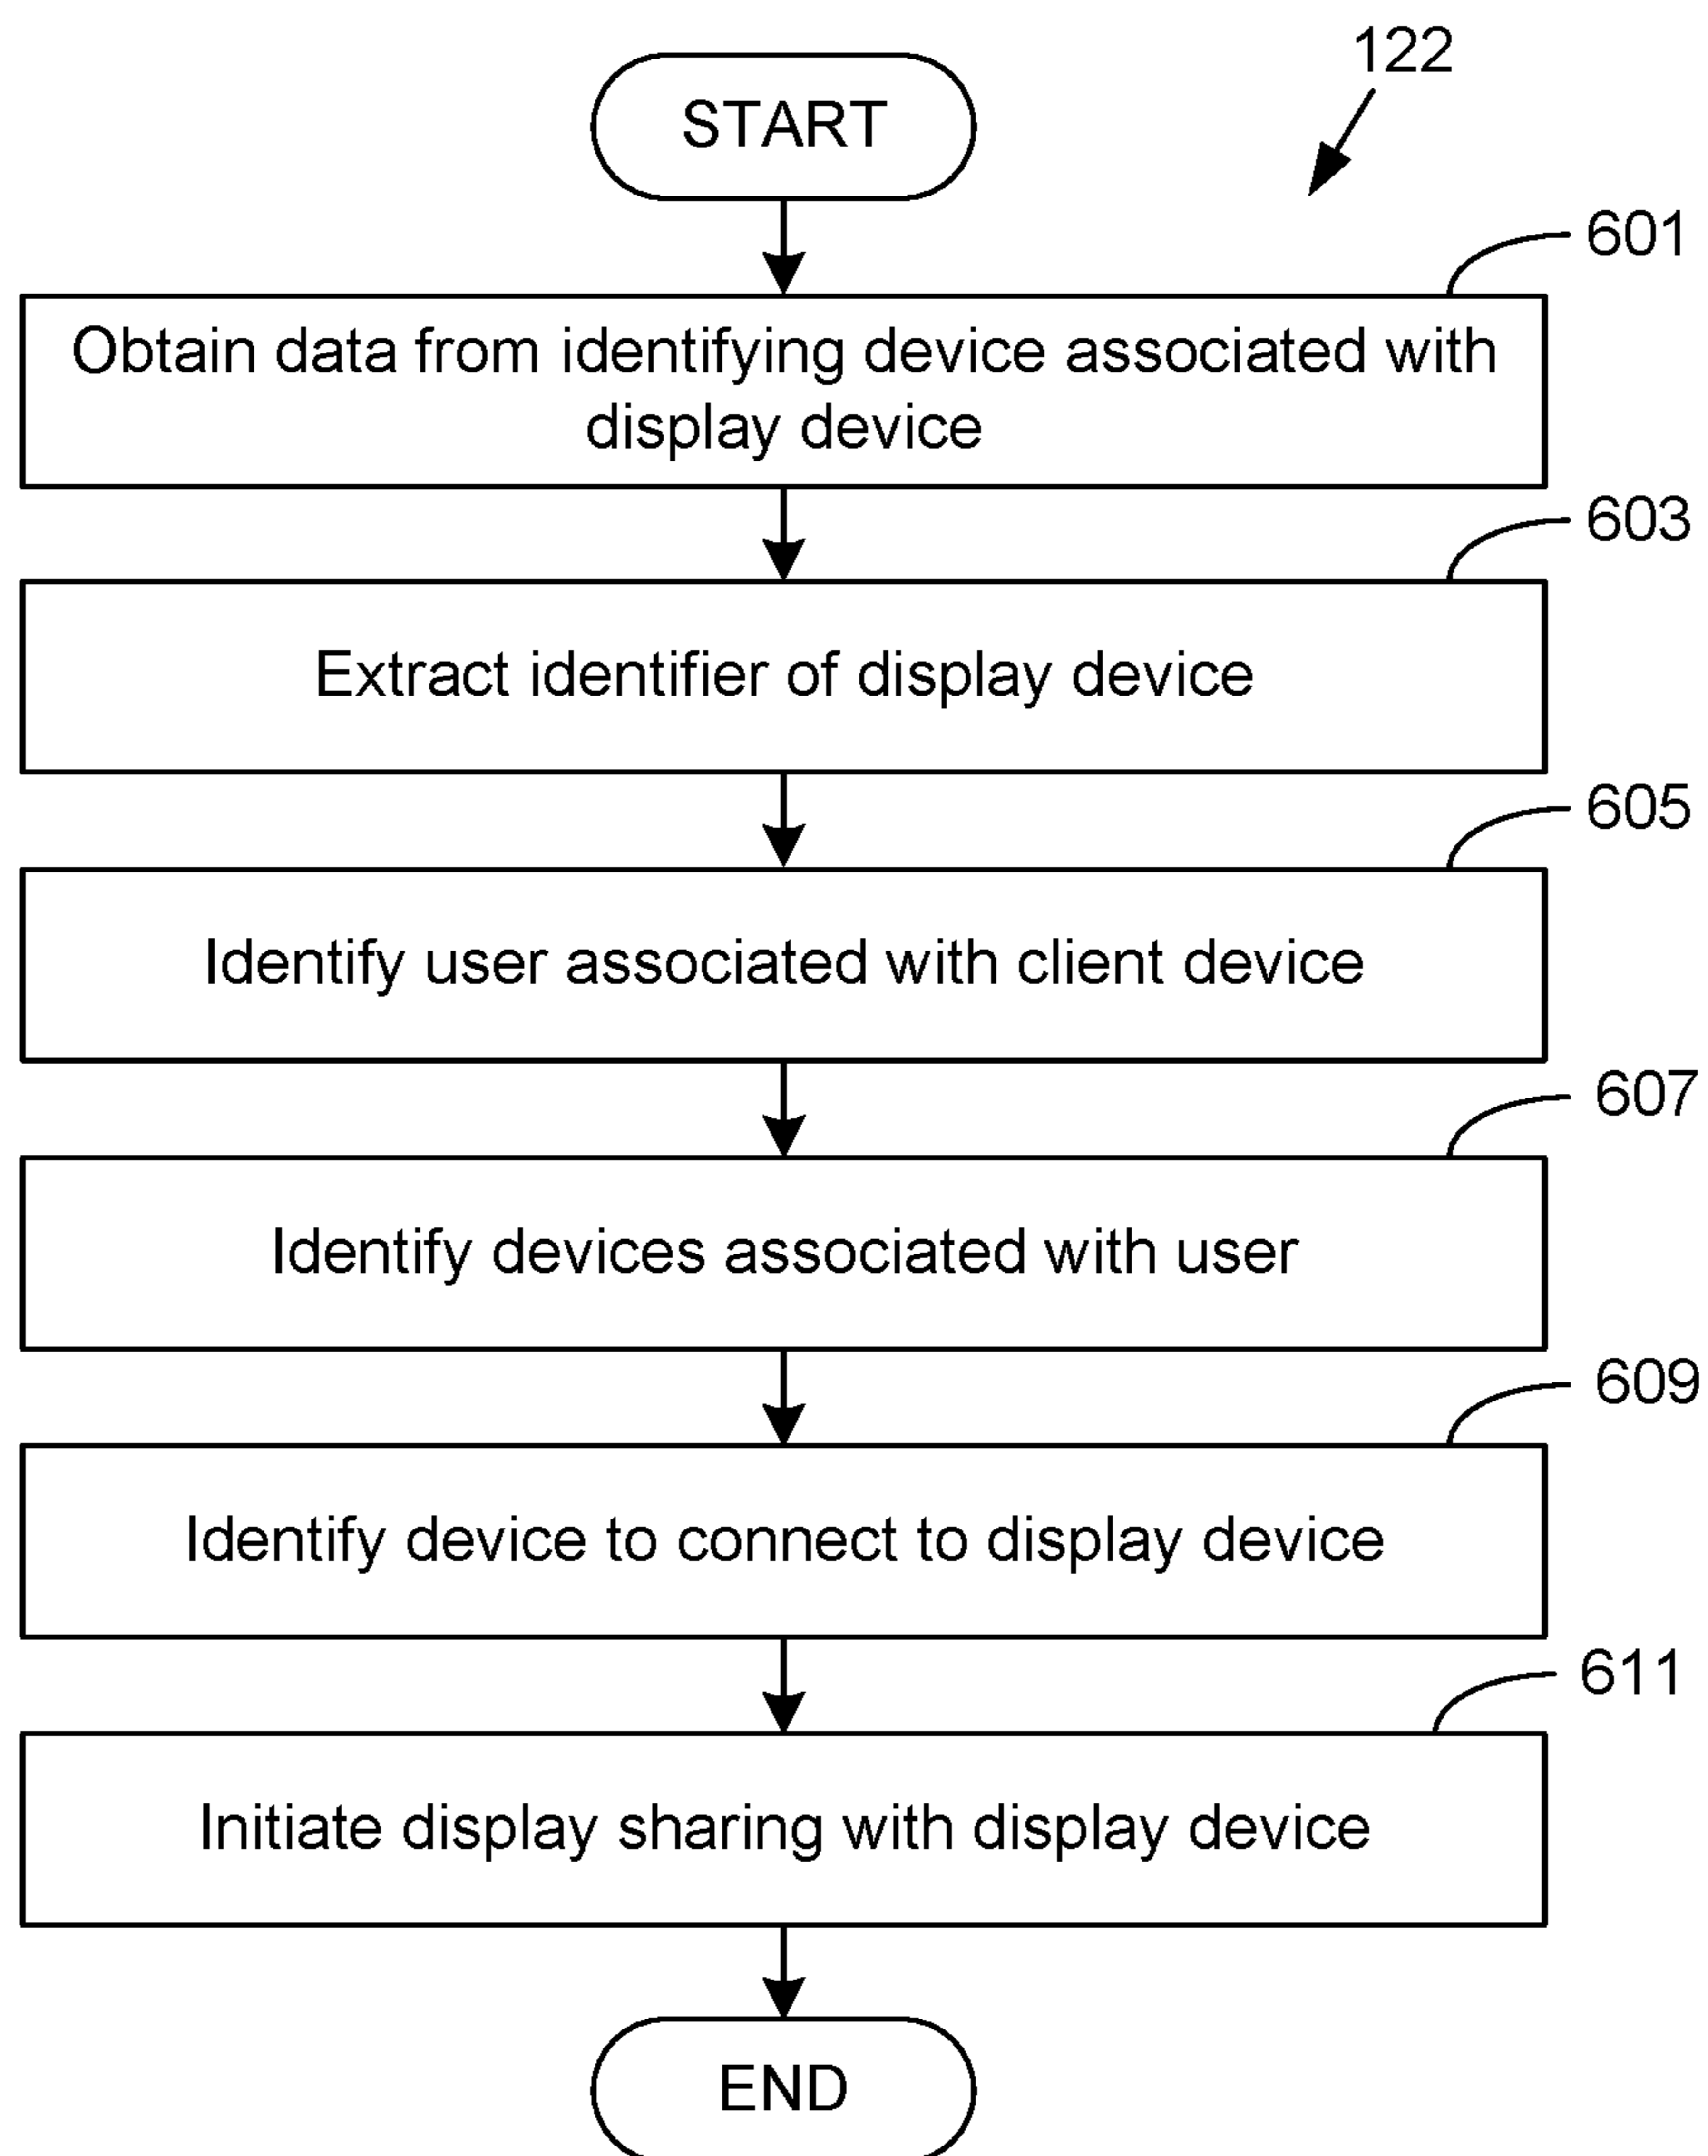 122
START
601
Obtain data from identifying device associated with
display device
603
Extract identifier of display device
605
Identify user associated with client device
607
Identify devices associated with user
609
Identify device to connect to display device
611
Initiate display sharing with display device
END